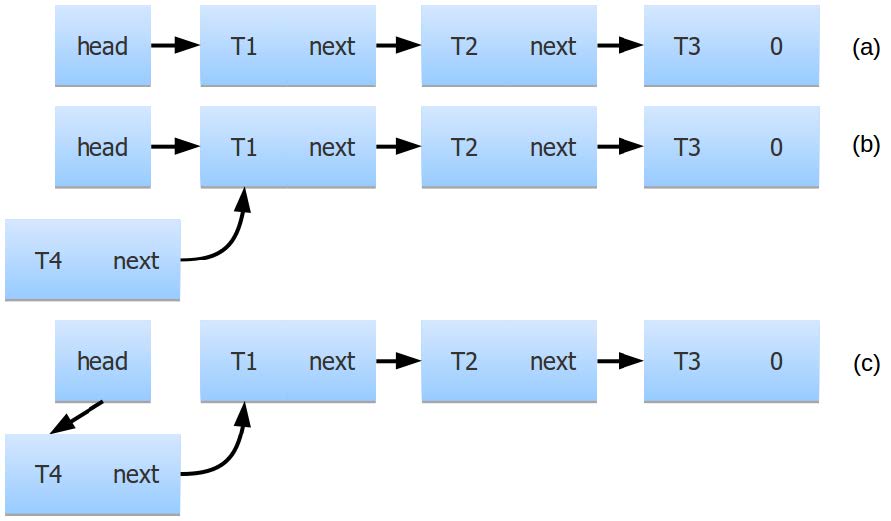 head T1 next T2 next T3 0 (a)
head T1 next T2 next T3 0 (b)
T4 next
head T1 next T2 next T3 0 (c)
T4 next